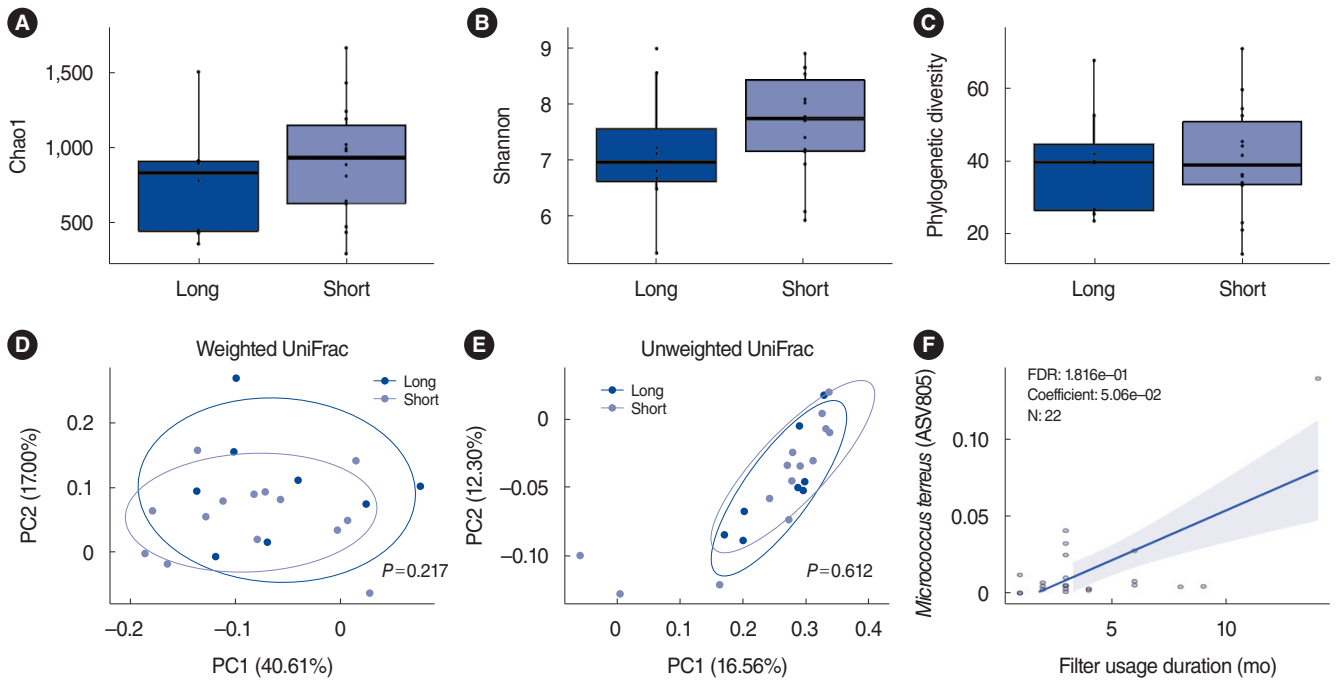 A
Chao1
1,500
1,000
500
Long
Short
B
Shannon
9
8
7
6
Long
Short
C
Phylogenetic diversity
60
40
20
Long
Short
D
Weighted UniFrac
Long
Short
PC2 (17.00%)
0.2
0.1
0
P=0.217
–0.2
–0.1
0
PC1 (40.61%)
E
Unweighted UniFrac
Long
Short
PC2 (12.30%)
0
–0.05
–0.10
P=0.612
0
0.1
0.2
0.3
0.4
PC1 (16.56%)
F
FDR: 1.816e–01
Coefficient: 5.06e–02
N: 22
Micrococcus terreus (ASV805)
0.10
0.05
0
5
10
Filter usage duration (mo)